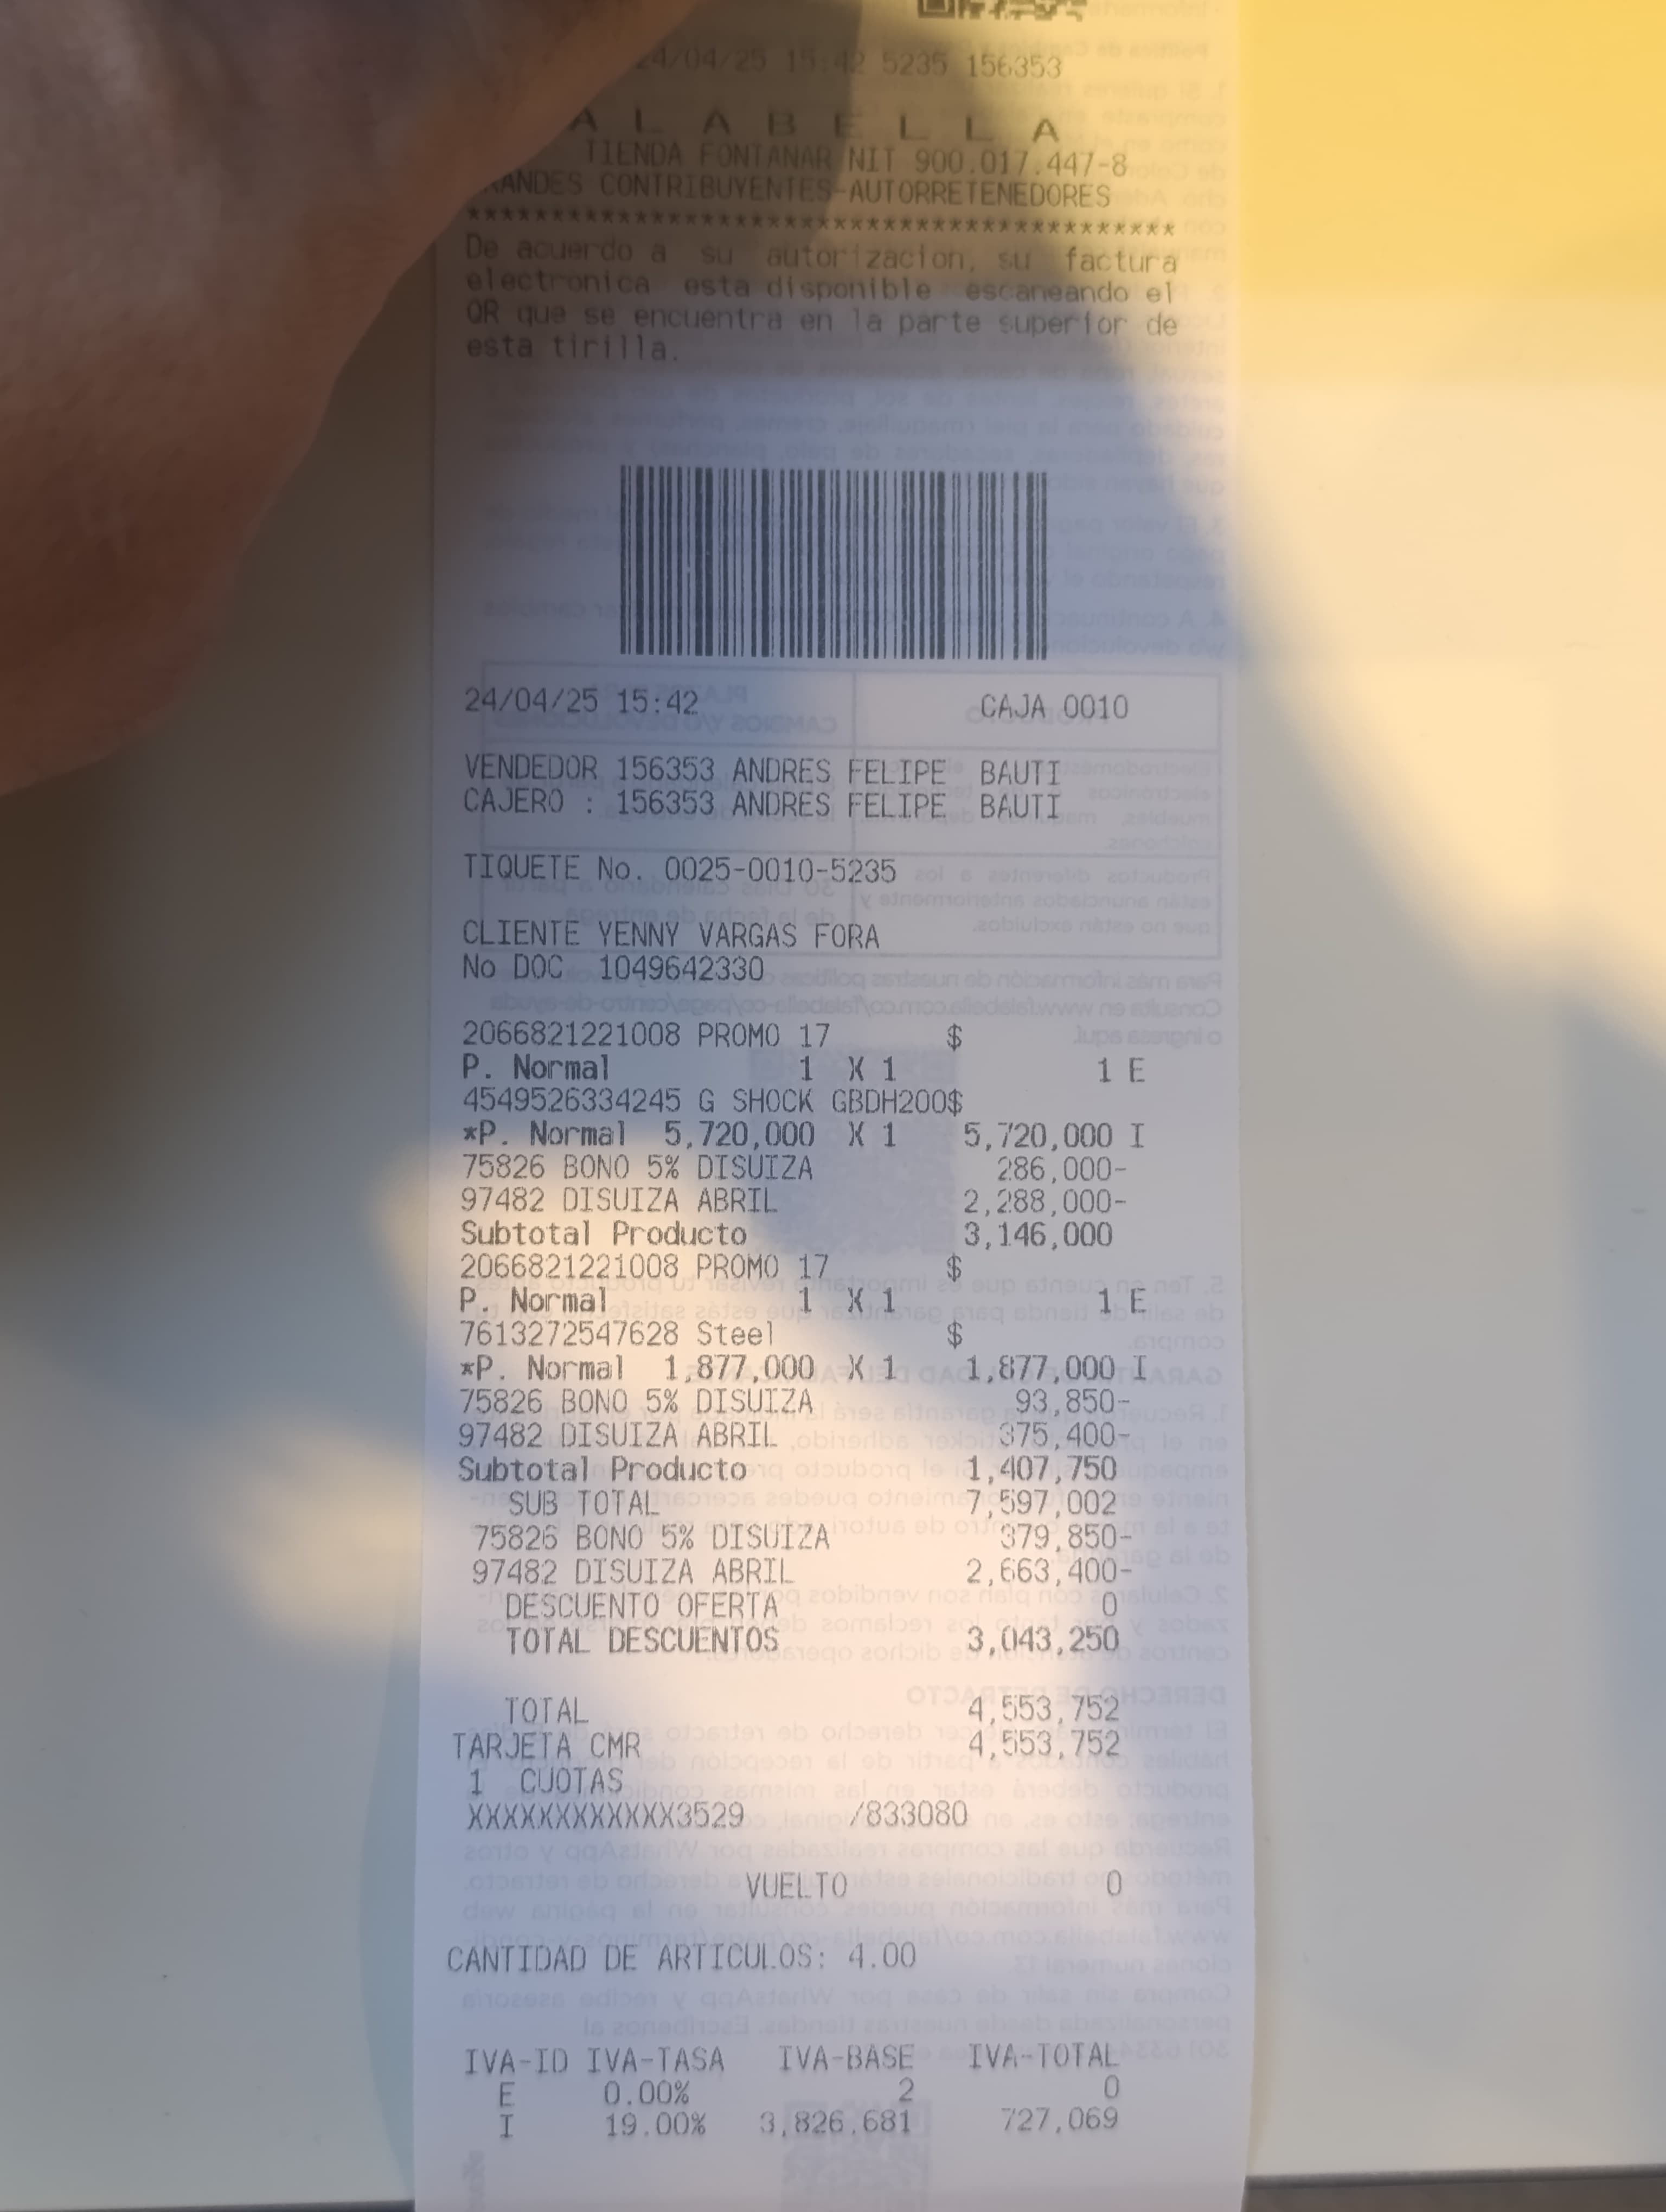 24/04/25 15:42 5235 156353
ALABELLA
TIENDA FONTANAR NIT 900.017.447-8
RANDES CONTRIBUYENTES-AUTORRETENEDORES
*******************************************
De acuerdo a su autorizacion, su factura
electronica esta disponible escaneando el
QR que se encuentra en la parte superior de
esta tirilla.
24/04/25 15:42 CAJA 0010
VENDEDOR 156353 ANDRES FELIPE BAUTI
CAJERO : 156353 ANDRES FELIPE BAUTI
TIQUETE No. 0025-0010-5235
CLIENTE YENNY VARGAS FORA
No DOC 1049642330
2066821221008 PROMO 17 $
P. Normal 1 X 1 1 E
4549526334245 G SHOCK GBDH200$
*P. Normal 5,720,000 X 1 5,720,000 I
75826 BONO 5% DISUIZA 286,000-
97482 DISUIZA ABRIL 2,288,000-
Subtotal Producto 3,146,000
2066821221008 PROMO 17 $
P. Normal 1 X 1 1 E
7613272547628 Steel $
*P. Normal 1,877,000 X 1 1,877,000 I
75826 BONO 5% DISUIZA 93,850-
97482 DISUIZA ABRIL 375,400-
Subtotal Producto 1,407,750
SUB TOTAL 7,597,002
75826 BONO 5% DISUIZA 379,850-
97482 DISUIZA ABRIL 2,663,400-
DESCUENTO OFERTA 0
TOTAL DESCUENTOS 3,043,250
TOTAL 4,553,752
TARJETA CMR 4,553,752
1 CUOTAS
XXXXXXXXXXXX3529 /833080
VUELTO 0
CANTIDAD DE ARTICULOS: 4.00
IVA-ID IVA-TASA IVA-BASE IVA-TOTAL
E 0.00% 2 0
I 19.00% 3,826,681 727,069